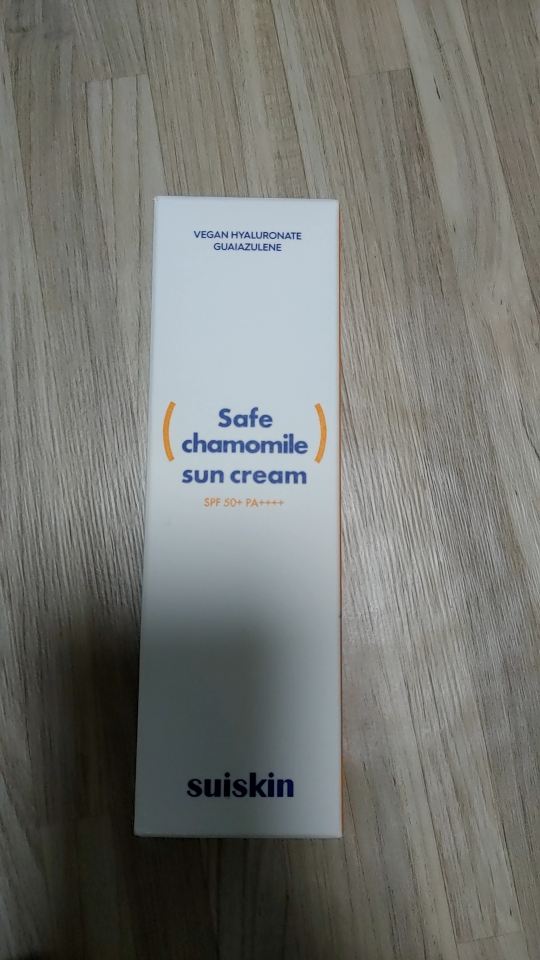 VEGAN HYALURONATE
GUAIAZULENE
(Safe
chamomile)
sun cream
SPF 50+ PA++++
suiskin